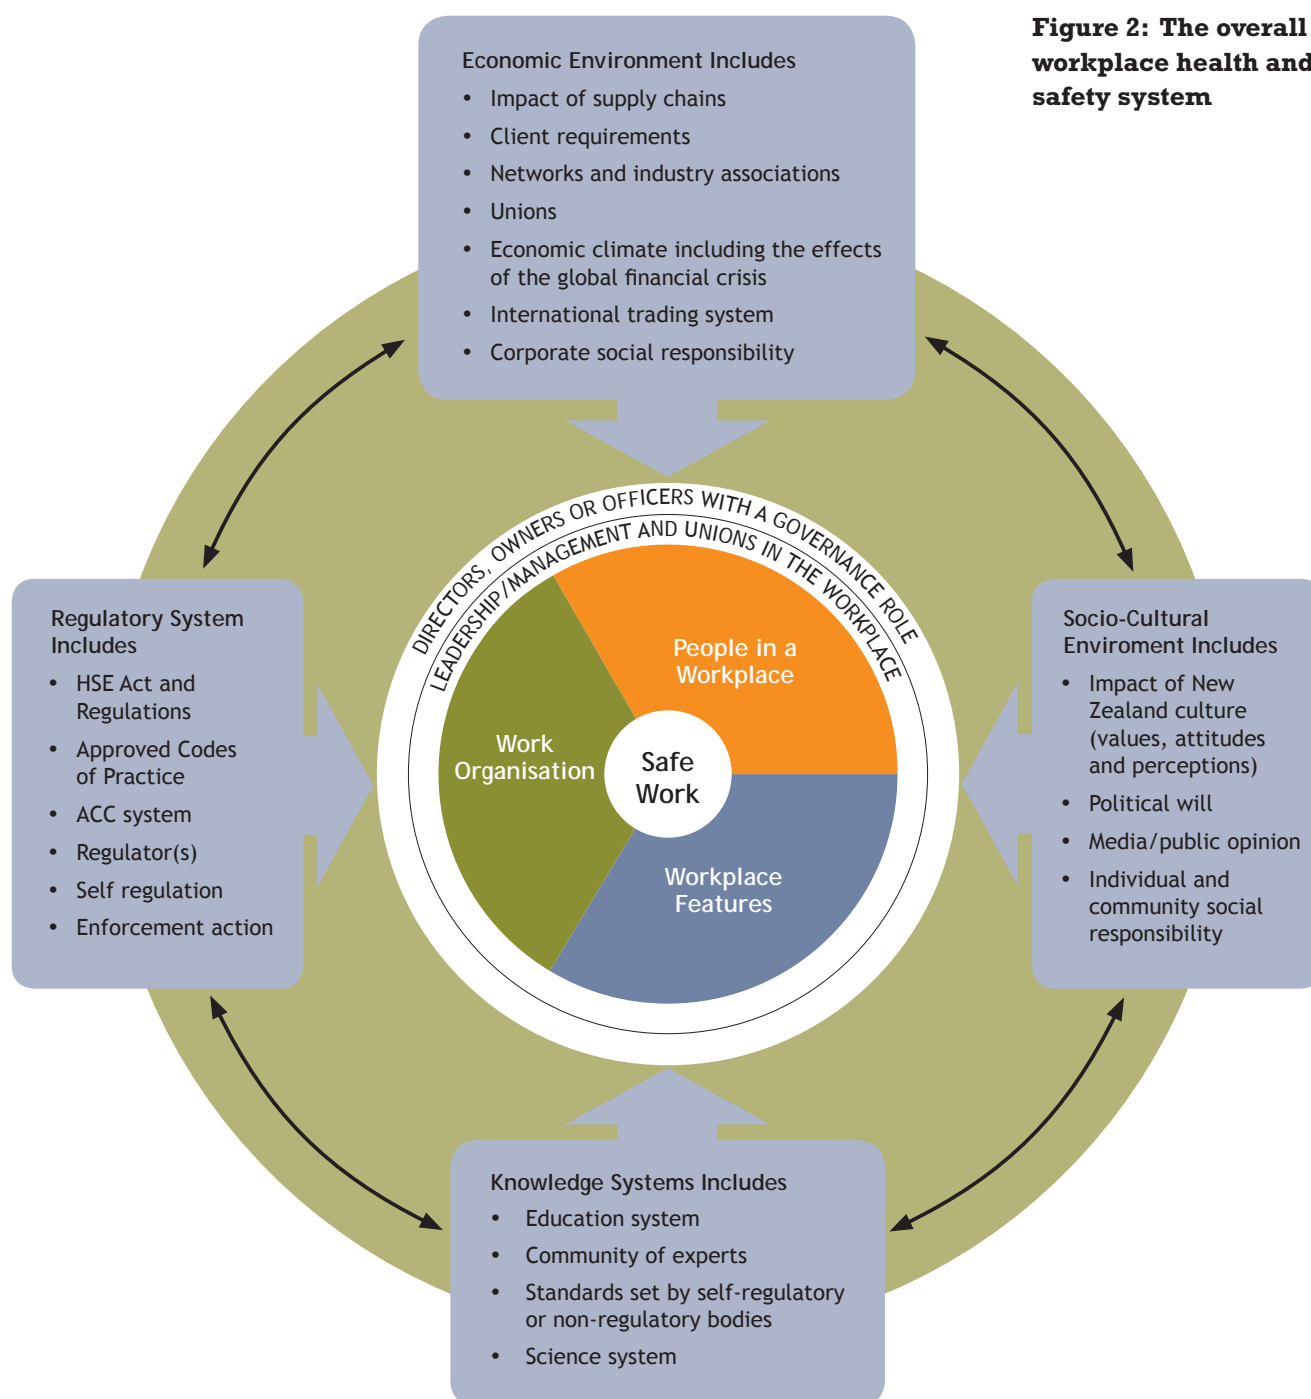 Figure 2: The overall
workplace health and
safety system
Economic Environment Includes
• Impact of supply chains
• Client requirements
• Networks and industry associations
• Unions
• Economic climate including the effects
of the global financial crisis
• International trading system
• Corporate social responsibility
DIRECTORS, OWNERS OR OFFICERS WITH A GOVERNANCE ROLE
LEADERSHIP/MANAGEMENT AND UNIONS IN THE WORKPLACE
Regulatory System
Includes
• HSE Act and
Regulations
• Approved Codes
of Practice
• ACC system
• Regulator(s)
• Self regulation
• Enforcement action
People in a
Workplace
Work
Organisation
Safe
Work
Workplace
Features
Socio-Cultural
Enviroment Includes
• Impact of New
Zealand culture
(values, attitudes
and perceptions)
• Political will
• Media/public opinion
• Individual and
community social
responsibility
Knowledge Systems Includes
• Education system
• Community of experts
• Standards set by self-regulatory
or non-regulatory bodies
• Science system